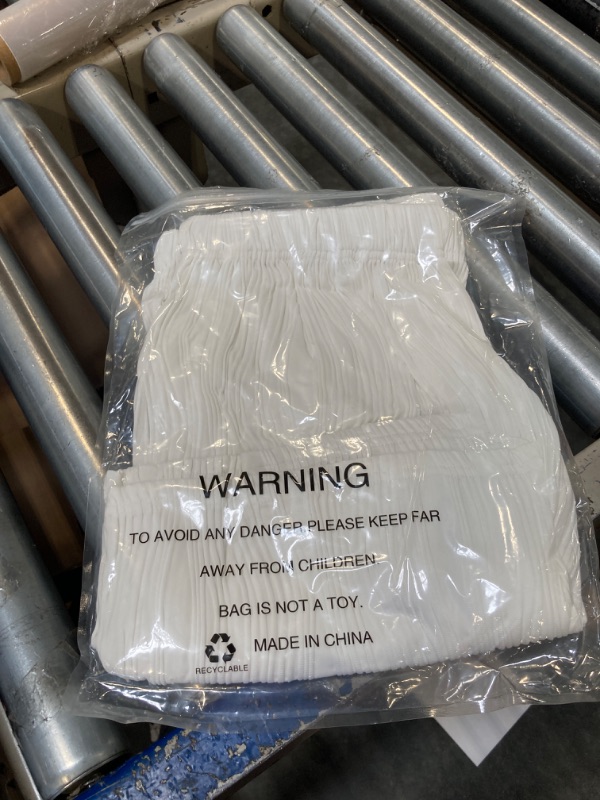 WARNING
TO AVOID ANY DANGER PLEASE KEEP FAR
AWAY FROM CHILDREN
BAG IS NOT A TOY.
MADE IN CHINA
RECYCLABLE